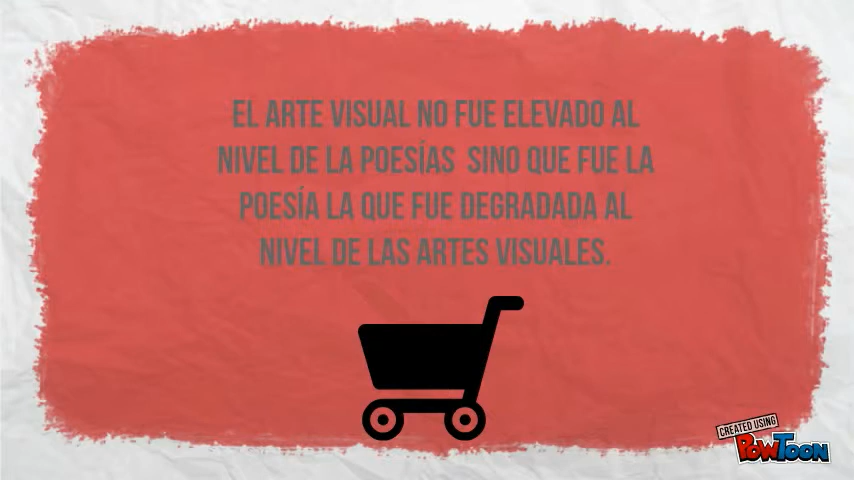 EL ARTE VISUAL NO FUE ELEVADO AL
NIVEL DE LA POESÍAS SINO QUE FUE LA
POESÍA LA QUE FUE DEGRADADA AL
NIVEL DE LAS ARTES VISUALES.
CREATED USING
POWTOON